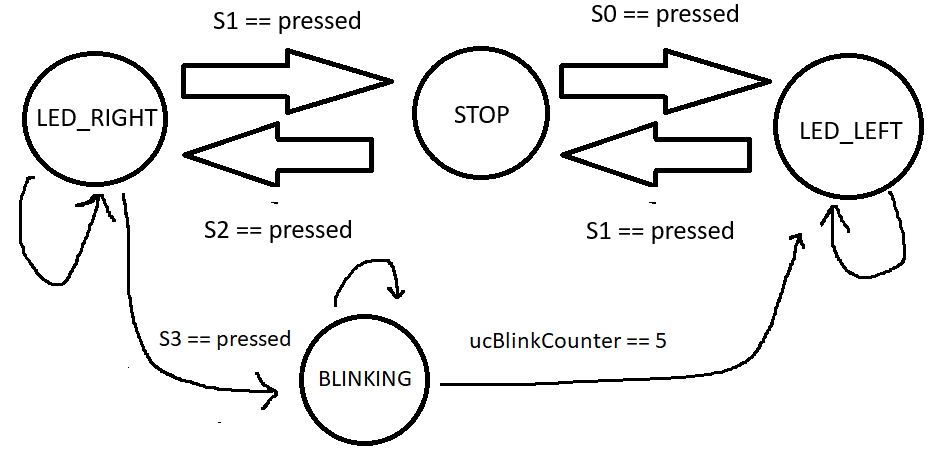 S1 == pressed
S0 == pressed
LED_RIGHT
STOP
LED_LEFT
S2 == pressed
S1 == pressed
S3 == pressed
ucBlinkCounter == 5
BLINKING